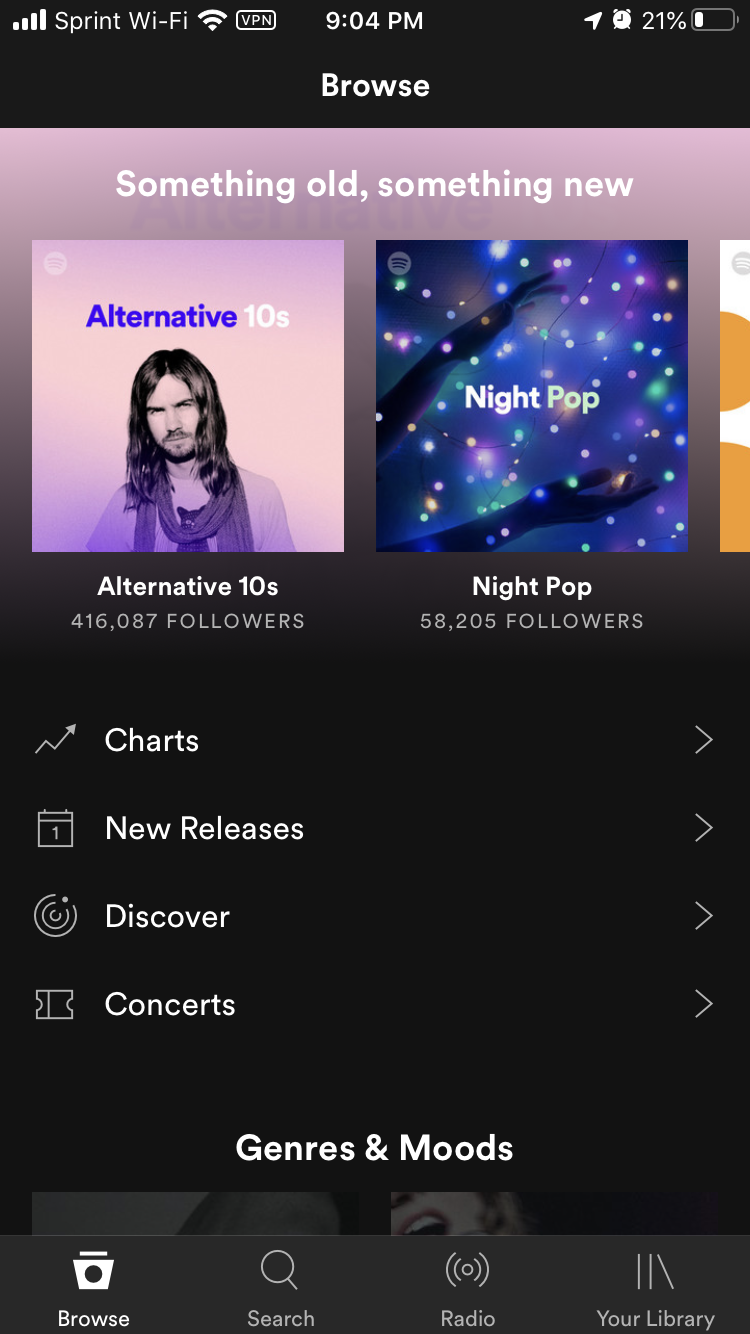 Sprint Wi-Fi VPN 9:04 PM 21%
Browse
Something old, something new
Alternative
Alternative 10s
Night Pop
Alternative 10s
416,087 FOLLOWERS
Night Pop
58,205 FOLLOWERS
Charts
1 New Releases
Discover
Concerts
Genres & Moods
Browse Search Radio Your Library